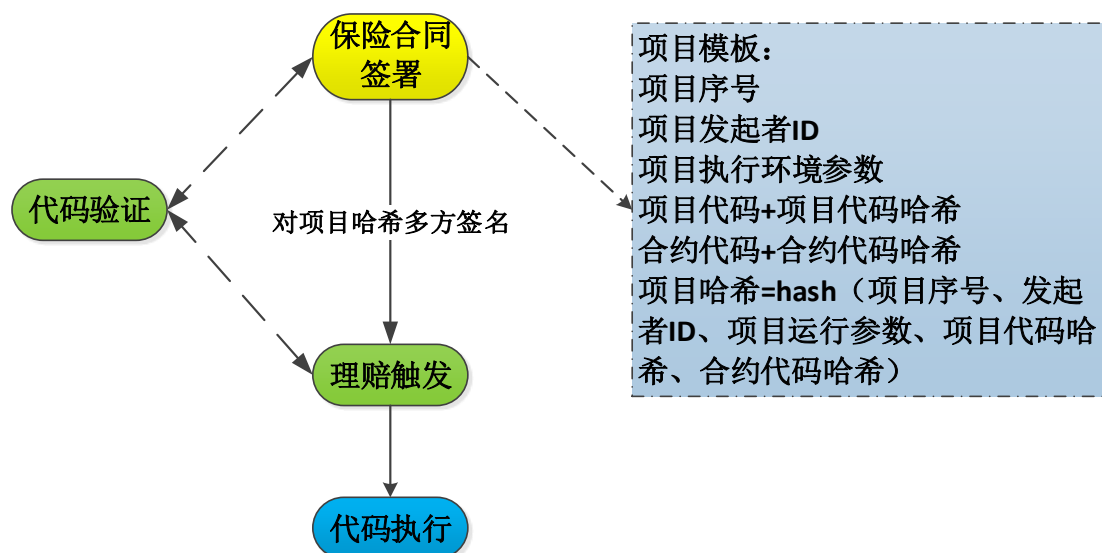 保险合同
签署
代码验证
对项目哈希多方签名
理赔触发
代码执行
项目模板：
项目序号
项目发起者ID
项目执行环境参数
项目代码+项目代码哈希
合约代码+合约代码哈希
项目哈希=hash（项目序号、发起
者ID、项目运行参数、项目代码哈
希、合约代码哈希）